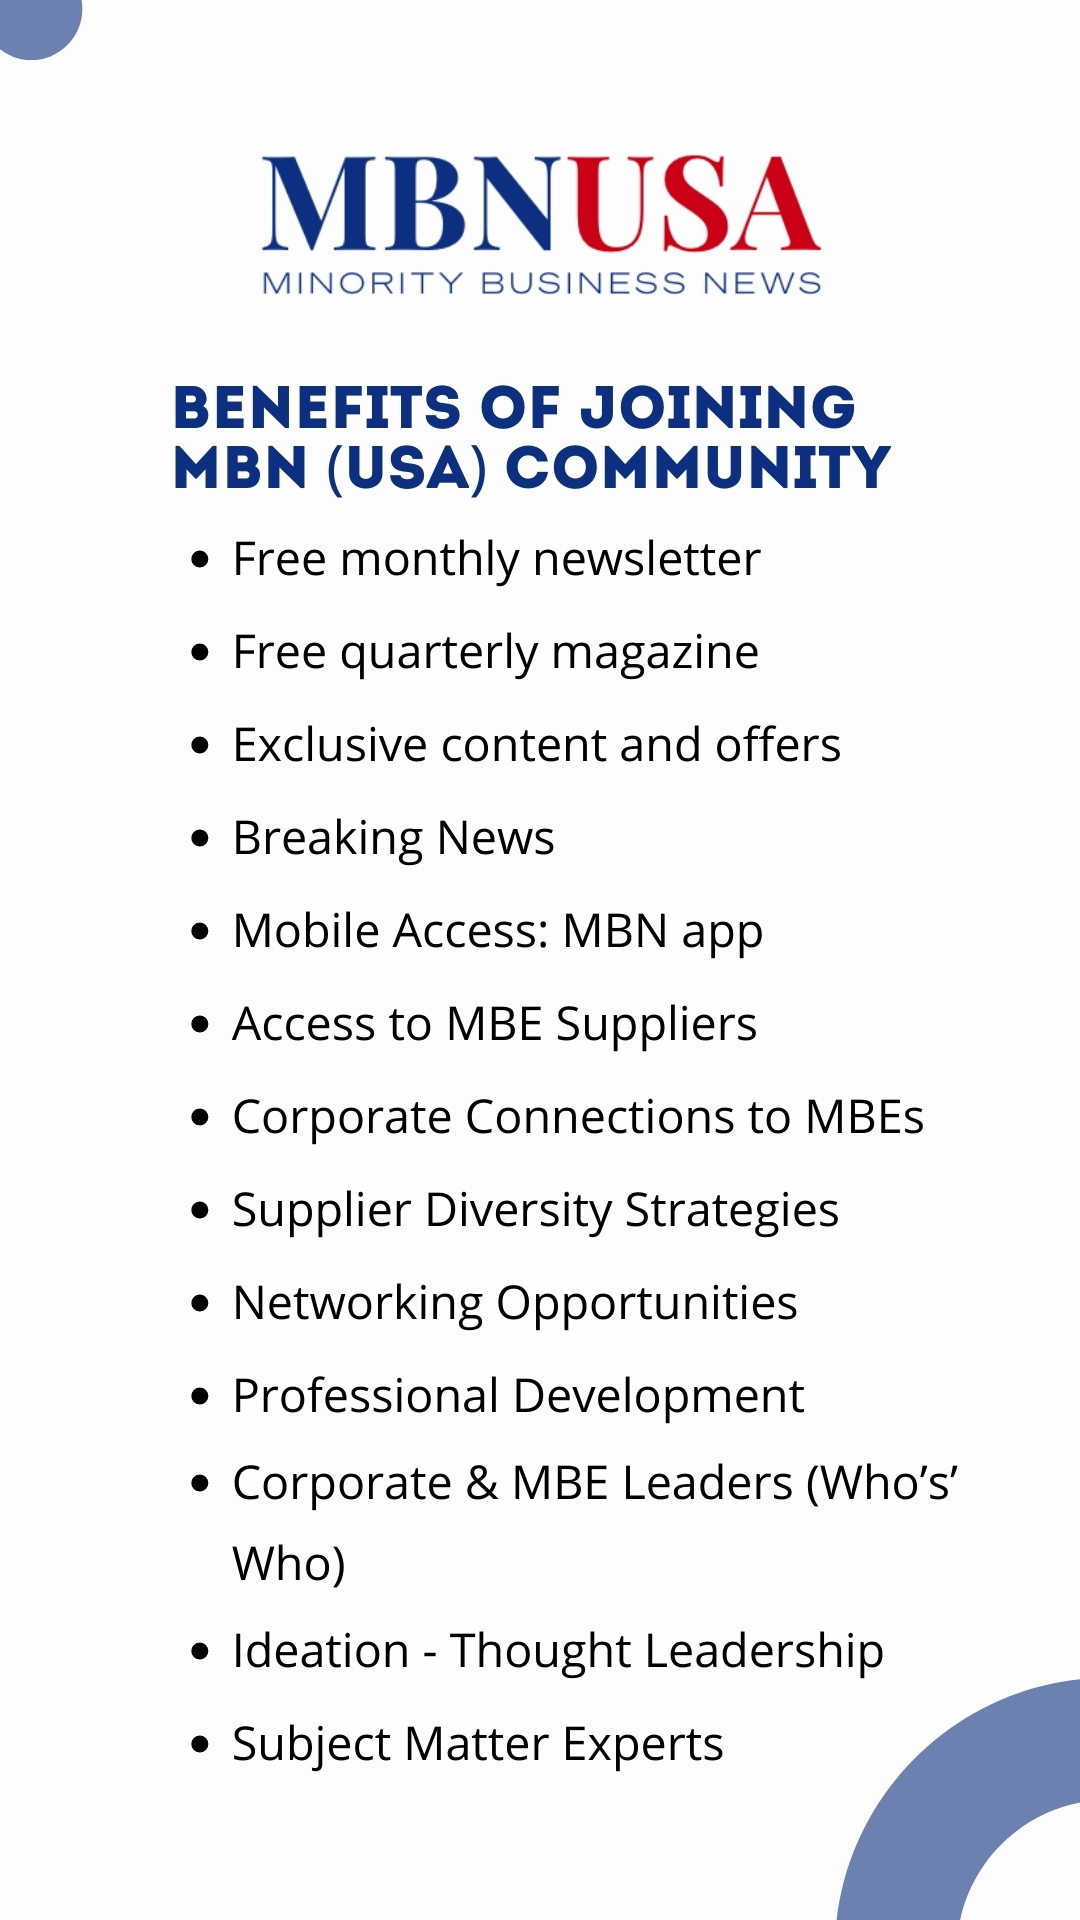 MBNUSA
MINORITY BUSINESS NEWS
BENEFITS OF JOINING
MBN (USA) COMMUNITY
• Free monthly newsletter
• Free quarterly magazine
• Exclusive content and offers
• Breaking News
• Mobile Access: MBN app
• Access to MBE Suppliers
• Corporate Connections to MBEs
• Supplier Diversity Strategies
• Networking Opportunities
• Professional Development
• Corporate & MBE Leaders (Who’s’
Who)
• Ideation - Thought Leadership
• Subject Matter Experts